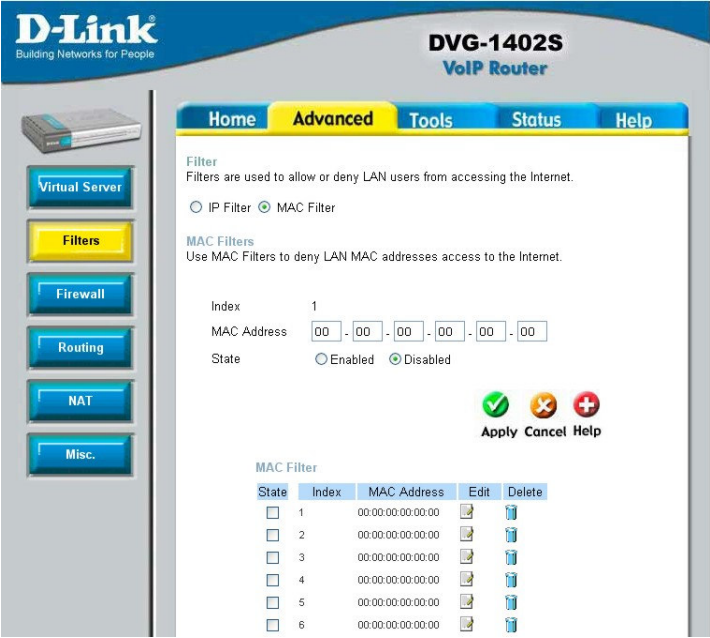 D-Link
Building Networks for People
DVG-1402S
VoIP Router
Home Advanced Tools Status Help
Virtual Server
Filters
Firewall
Routing
NAT
Misc.
Filter
Filters are used to allow or deny LAN users from accessing the Internet.
IP Filter MAC Filter
MAC Filters
Use MAC Filters to deny LAN MAC addresses access to the Internet.
Index 1
MAC Address 00 - 00 - 00 - 00 - 00 - 00
State Enabled Disabled
Apply Cancel Help
MAC Filter
State Index MAC Address Edit Delete
1 00:00:00:00:00:00
2 00:00:00:00:00:00
3 00:00:00:00:00:00
4 00:00:00:00:00:00
5 00:00:00:00:00:00
6 00:00:00:00:00:00